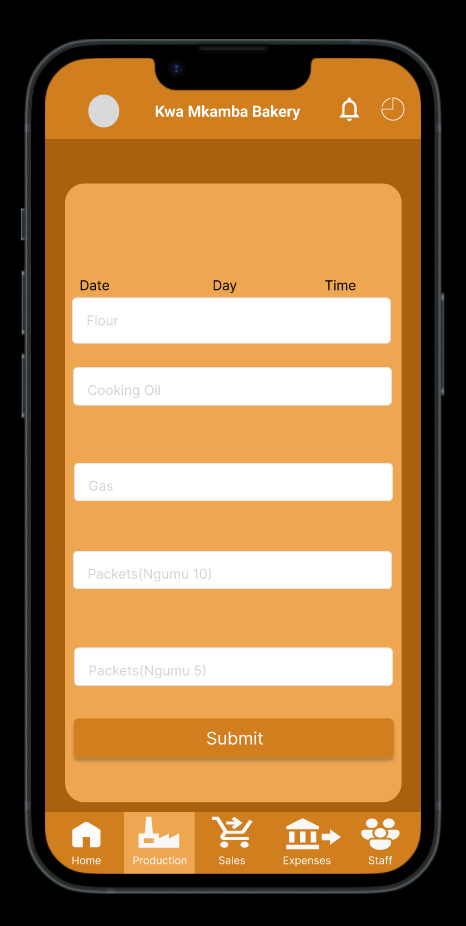 Kwa Mkamba Bakery
Date Day Time
Flour
Cooking Oil
Gas
Packets(Ngumu 10)
Packets(Ngumu 5)
Submit
Home Production Sales Expenses Staff